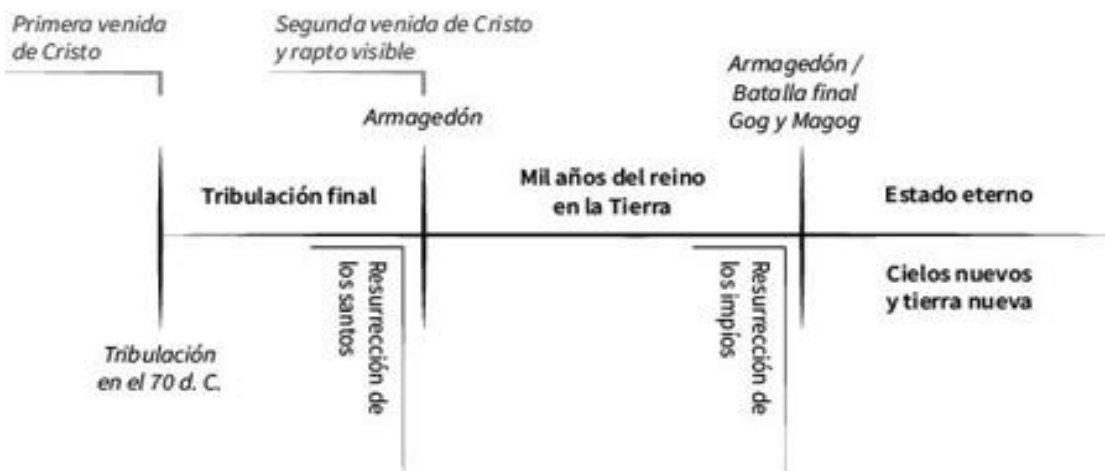 Primera venida
de Cristo
Segunda venida de Cristo
y rapto visible
Armagedón
Armagedón /
Batalla final
Gog y Magog
Tribulación final
Mil años del reino
en la Tierra
Estado eterno
Resurrección de
los santos
Resurrección de
los impíos
Cielos nuevos
y tierra nueva
Tribulación
en el 70 d. C.